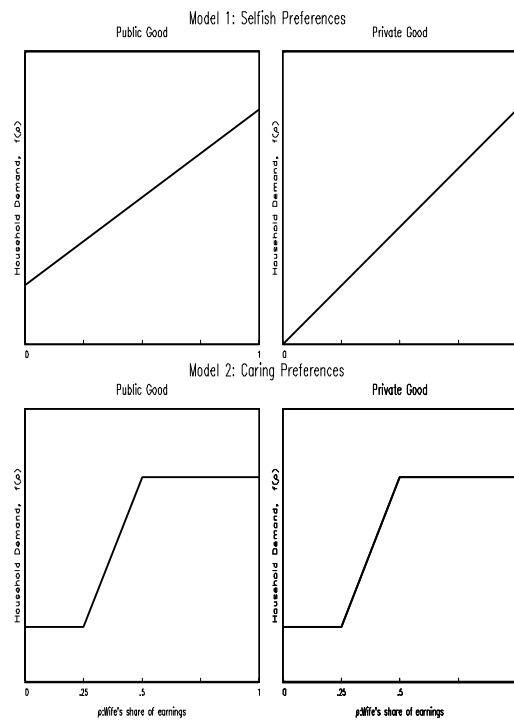 Model 1: Selfish Preferences
Public Good
Private Good
Household Demand, f(ρ)
Household Demand, f(ρ)
0
1
0
Model 2: Caring Preferences
Public Good
Private Good
Household Demand, f(ρ)
Household Demand, f(ρ)
0
.25
.5
1
0
.25
.5
ρ:Wife's share of earnings
ρ:Wife's share of earnings